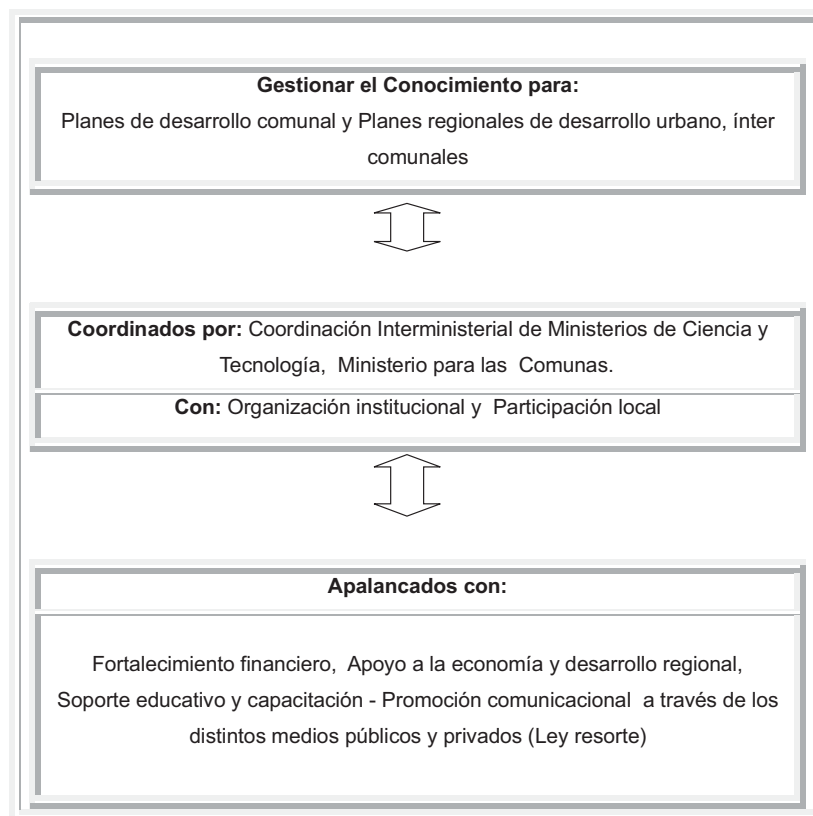 Gestionar el Conocimiento para:
Planes de desarrollo comunal y Planes regionales de desarrollo urbano, ínter
comunales
Coordinados por: Coordinación Interministerial de Ministerios de Ciencia y
Tecnología, Ministerio para las Comunas.
Con: Organización institucional y Participación local
Apalancados con:
Fortalecimiento financiero, Apoyo a la economía y desarrollo regional,
Soporte educativo y capacitación - Promoción comunicacional a través de los
distintos medios públicos y privados (Ley resorte)